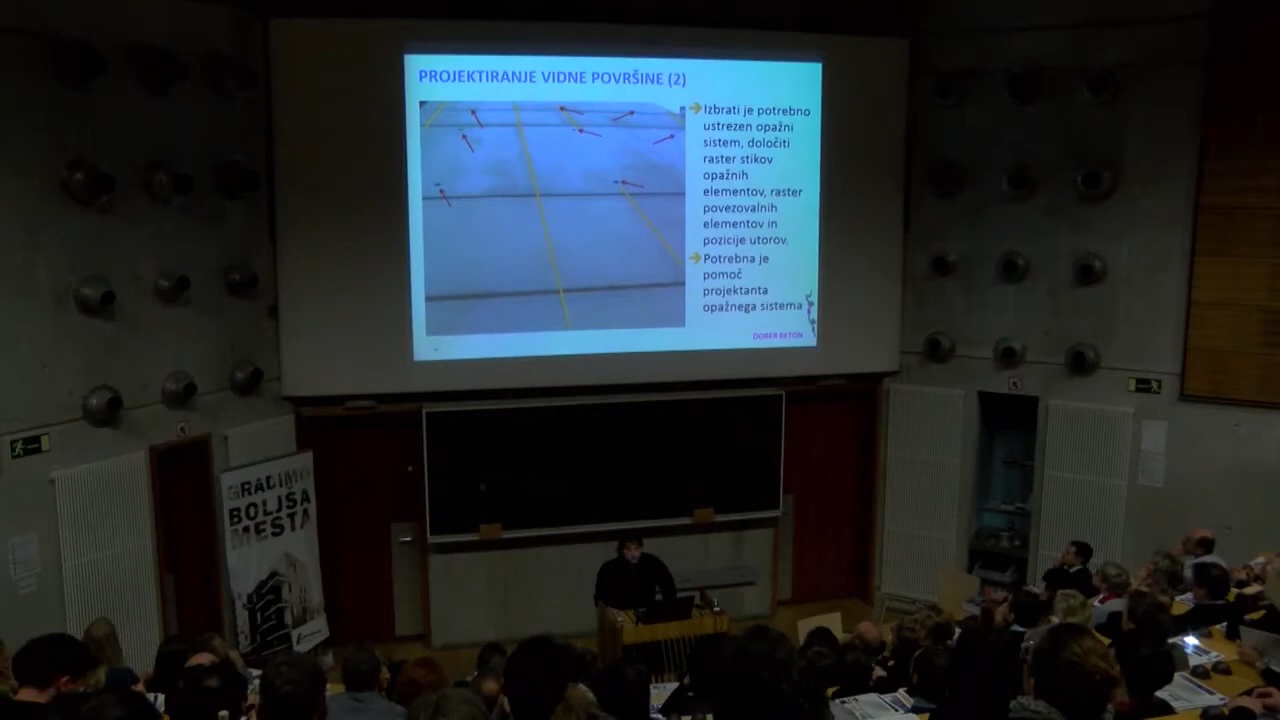 PROJEKTIRANJE VIDNE POVRŠINE (2)
Izbrati je potrebno
ustrezen opažni
sistem, določiti
raster stikov
opažnih
elementov, raster
povezovalnih
elementov in
pozicije utorov.
Potrebna je
pomoč
projektanta
opažnega sistema
DORER BETON
GRADIMO
BOLJŠA
MESTA